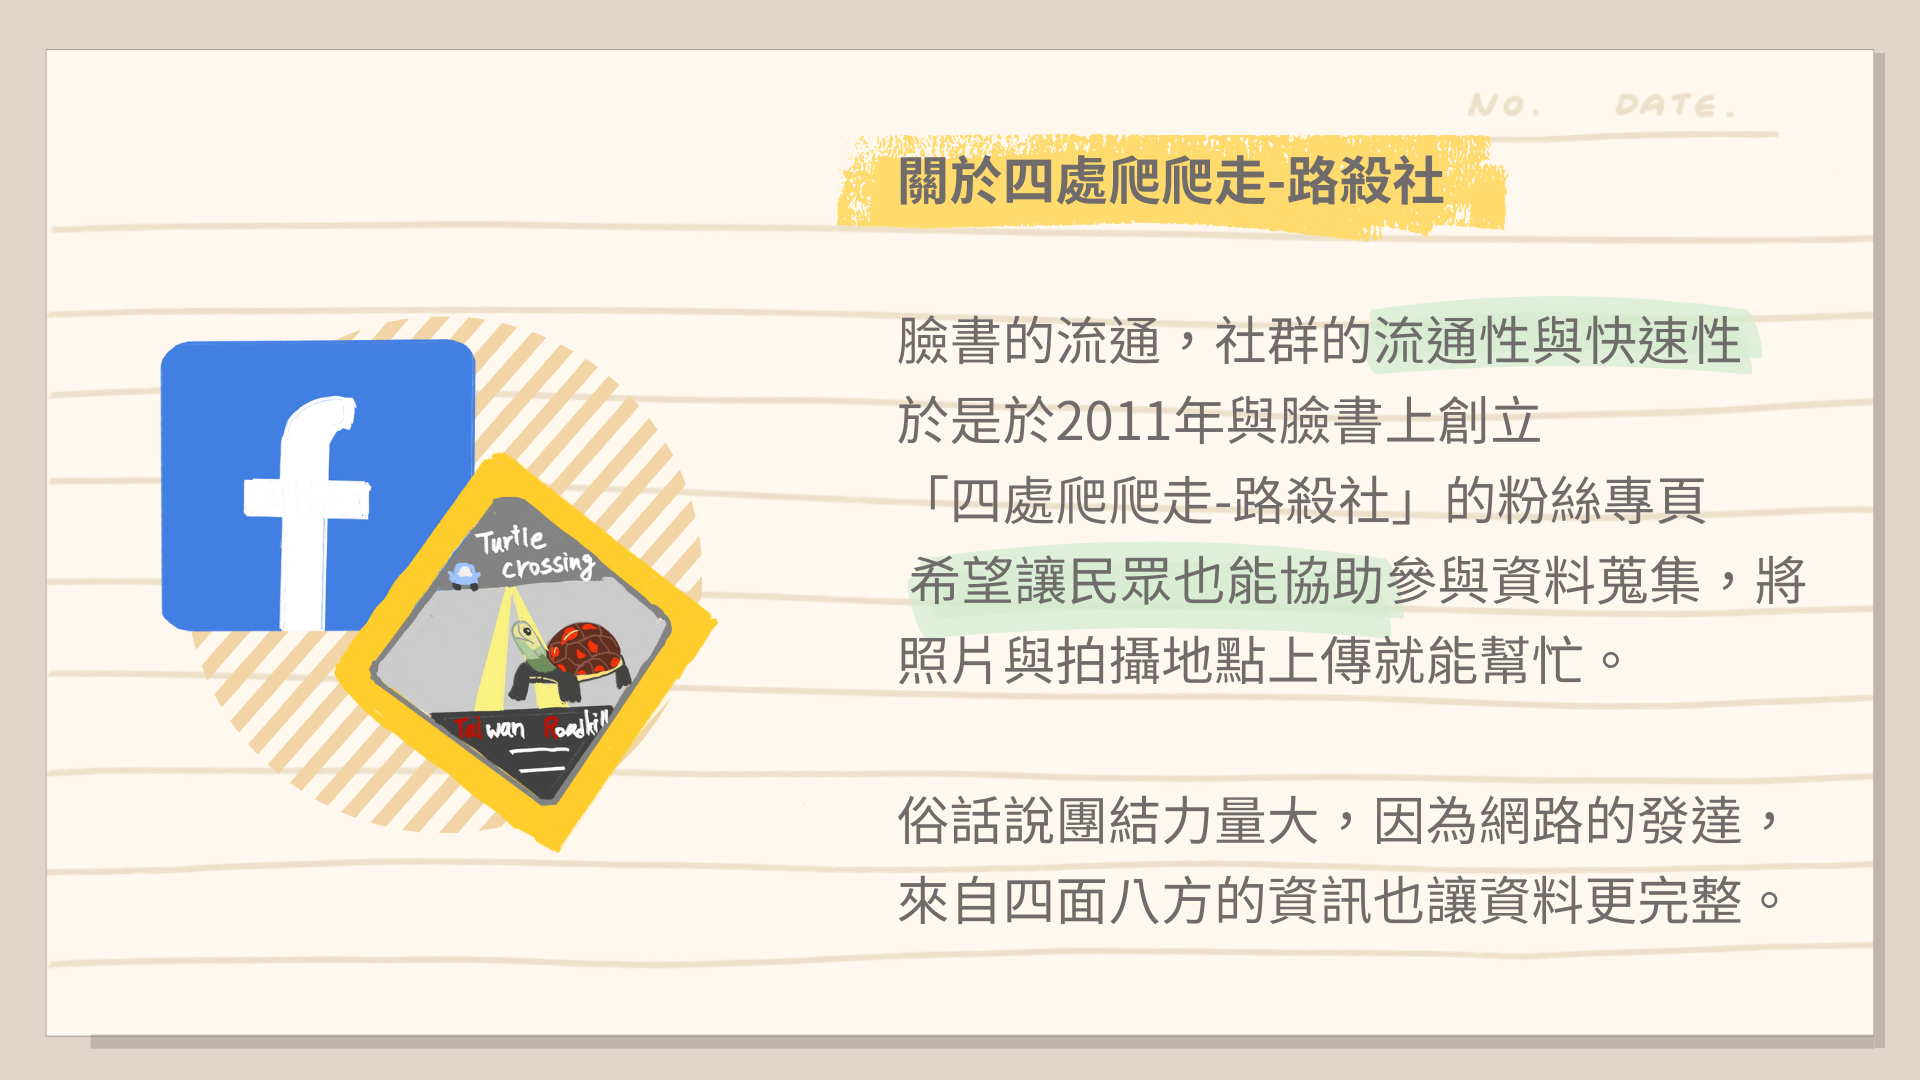 No. DATE.
關於四處爬爬走-路殺社
臉書的流通，社群的流通性與快速性
於是於2011年與臉書上創立
「四處爬爬走-路殺社」的粉絲專頁
希望讓民眾也能協助參與資料蒐集，將
照片與拍攝地點上傳就能幫忙。
俗話說團結力量大，因為網路的發達，
來自四面八方的資訊也讓資料更完整。
f
Turtle
crossing
Taiwan Roadkill